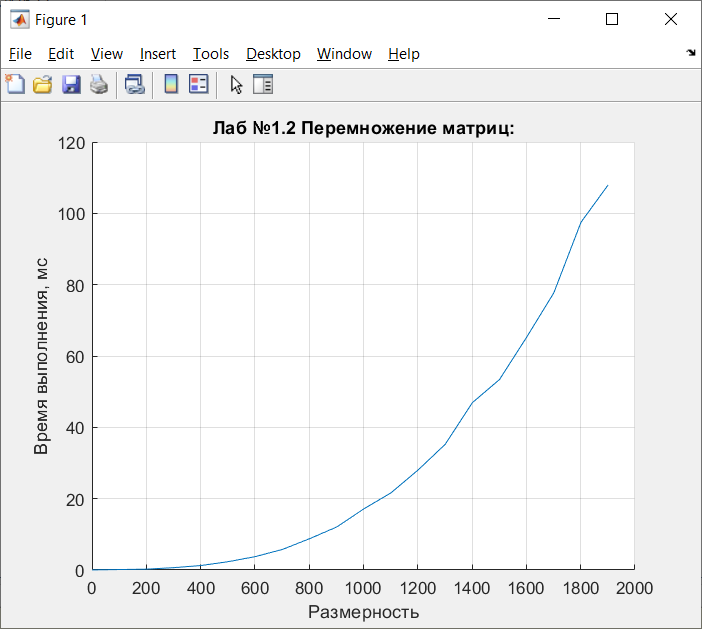 Figure 1
File Edit View Insert Tools Desktop Window Help
Лаб №1.2 Перемножение матриц:
120
100
80
60
40
20
0
Время выполнения, мс
0 200 400 600 800 1000 1200 1400 1600 1800 2000
Размерность